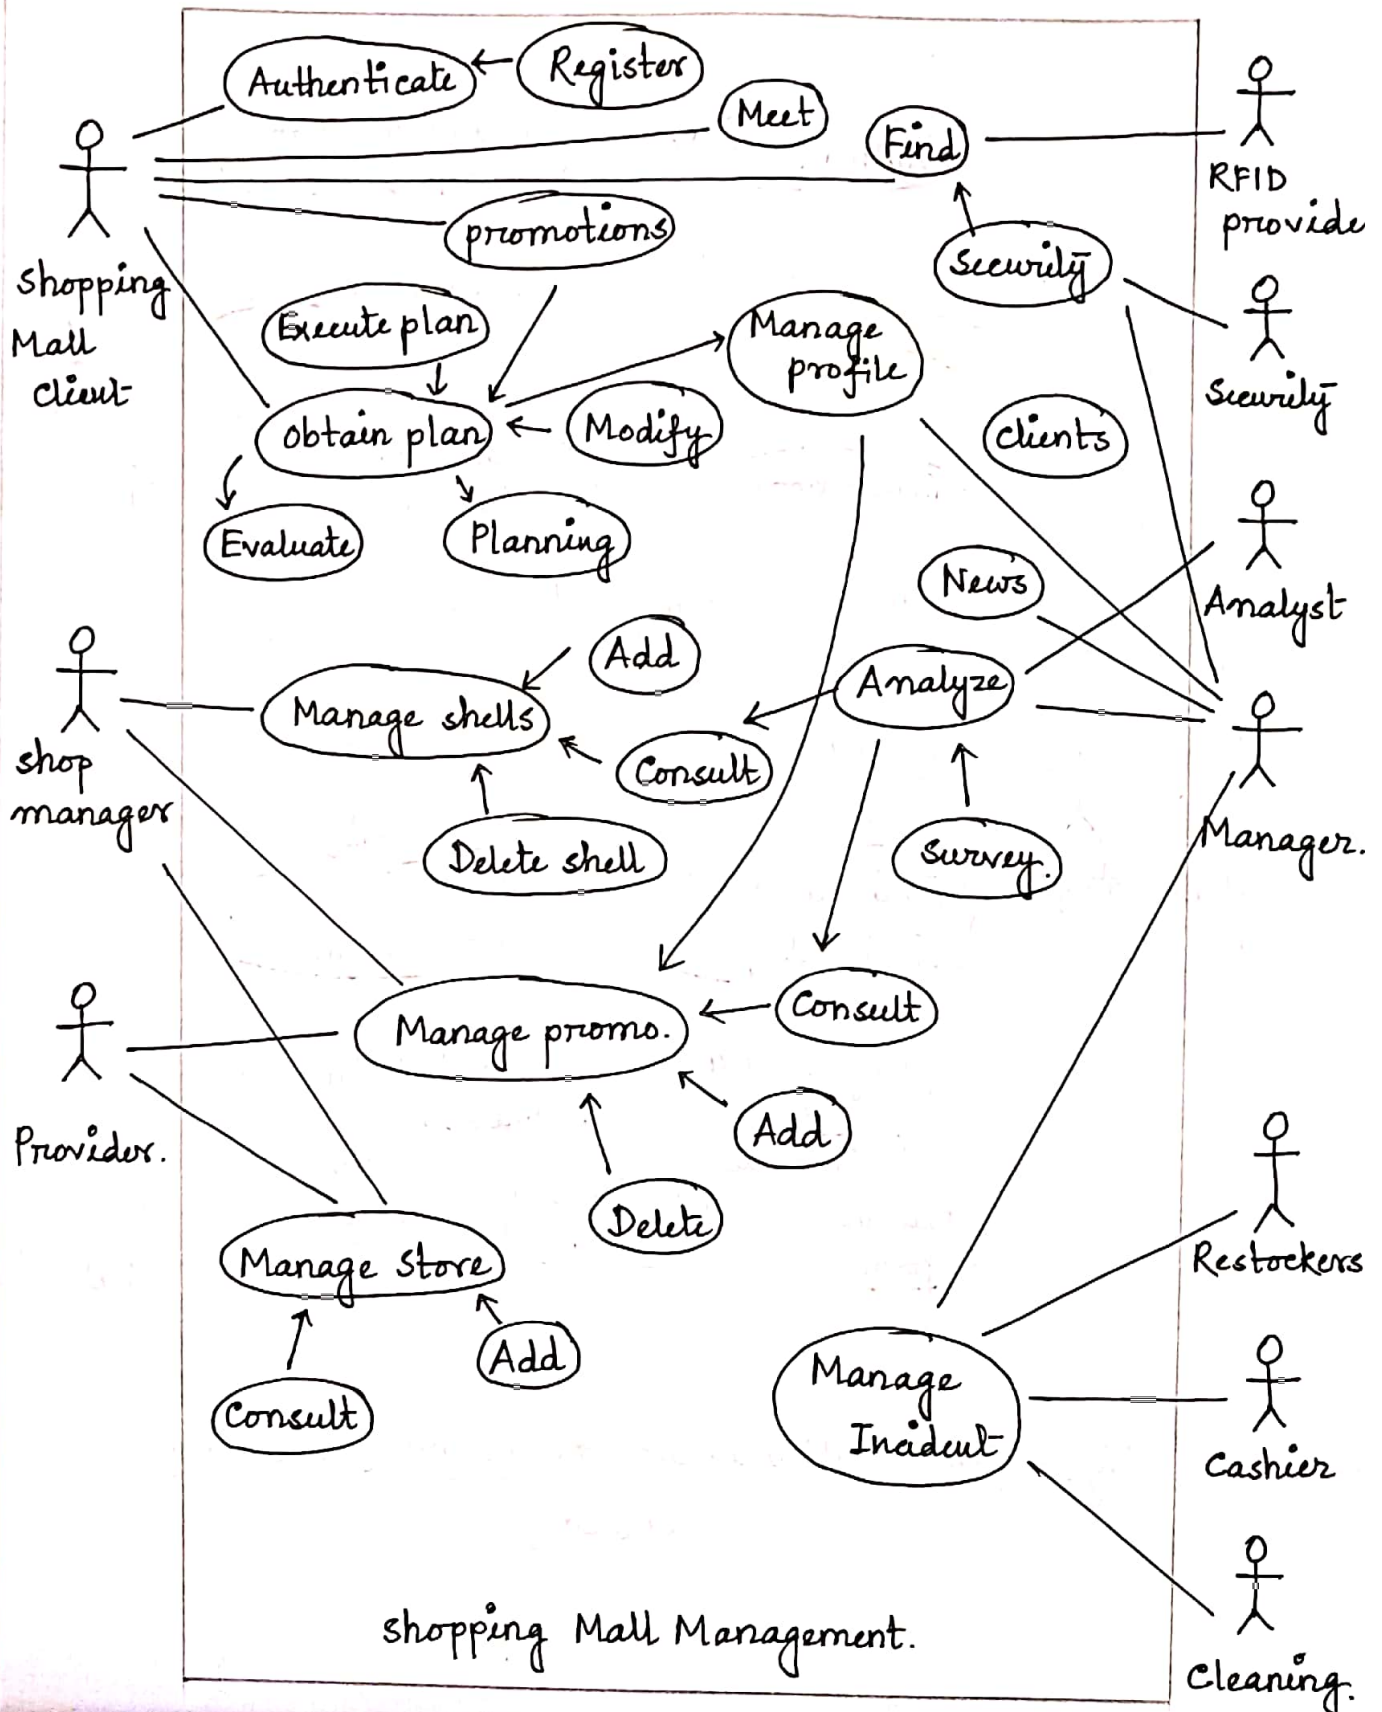 Authenticate
Register
Meet
Find
RFID
provide
promotions
Security
shopping
Mall
client
Execute plan
Manage
profile
Security
obtain plan
Modify
clients
Evaluate
Planning
News
Analyst
Add
Analyze
Manage shells
shop
manager
Consult
Delete shell
Survey.
Manager.
Manage promo.
Consult
Provider.
Add
Delete
Manage Store
Restockers
Add
Consult
Manage
Incident
Cashier
shopping Mall Management.
Cleaning.